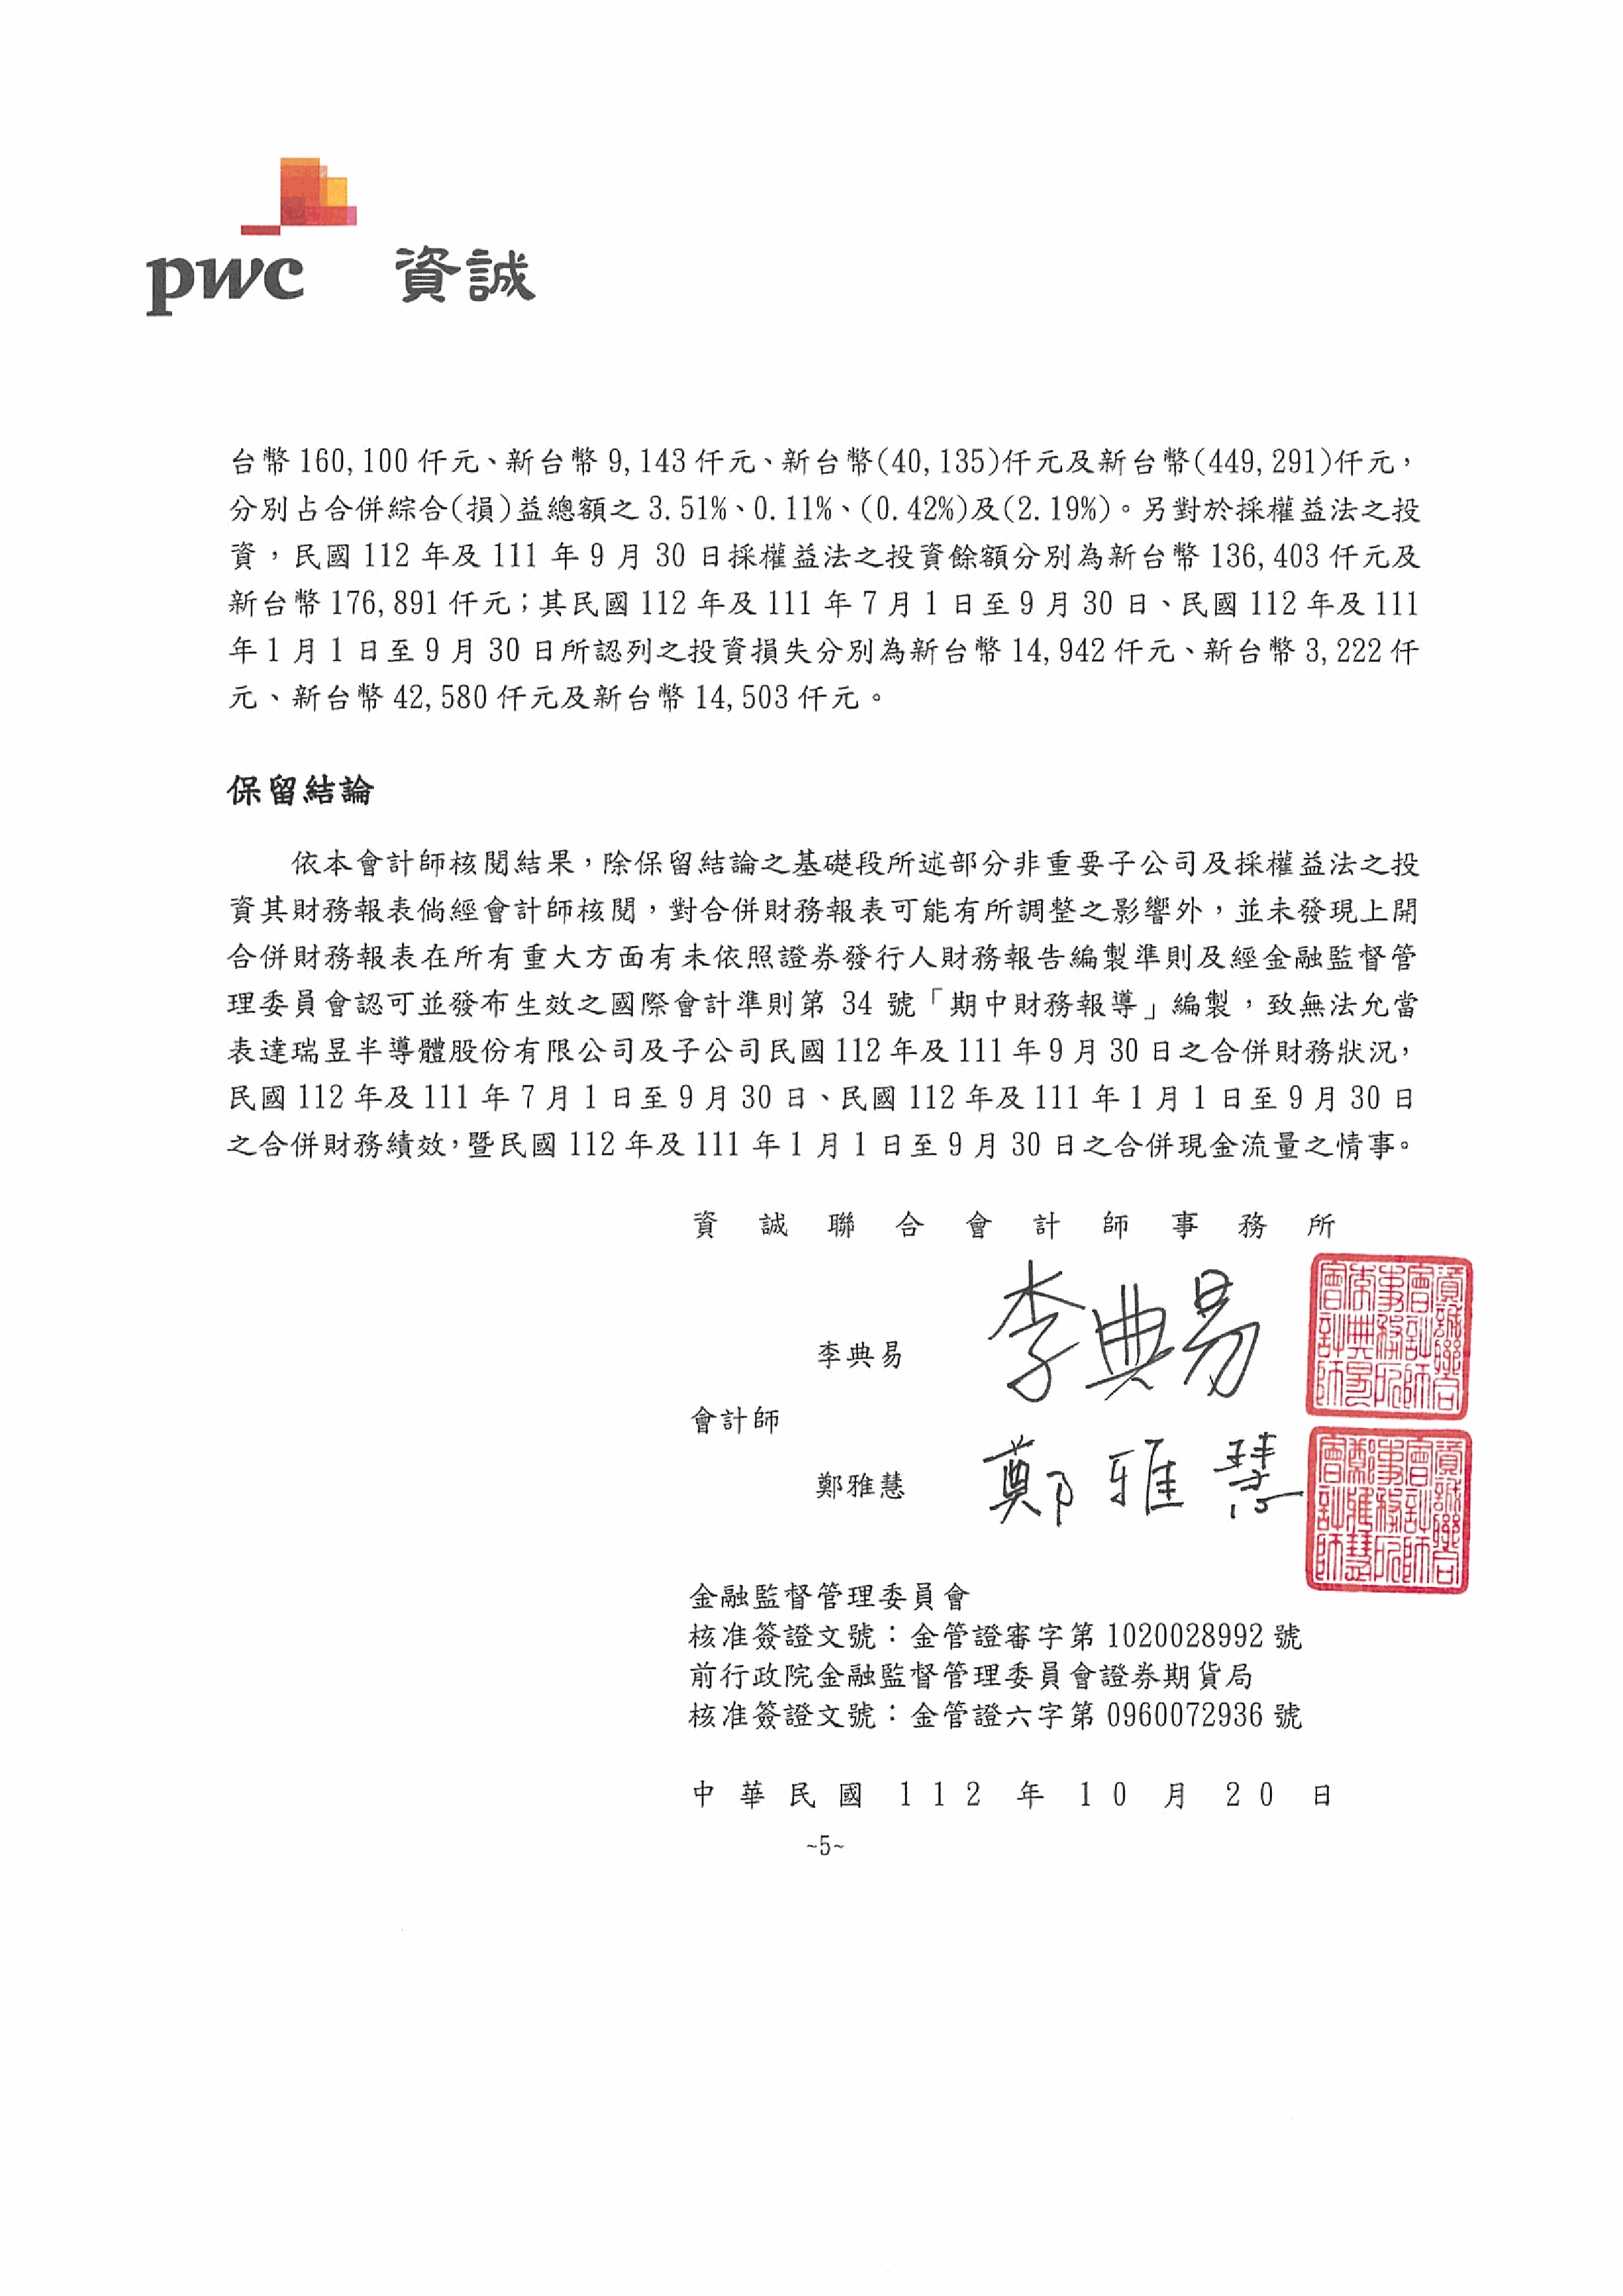 pwc 資誠
台幣 160,100 仟元、新台幣 9,143 仟元、新台幣(40,135)仟元及新台幣(449,291)仟元，
分別占合併綜合(損)益總額之 3.51%、0.11%、(0.42%)及(2.19%)。另對於採權益法之投
資，民國 112 年及 111 年 9 月 30 日採權益法之投資餘額分別為新台幣 136,403 仟元及
新台幣 176,891 仟元；其民國 112 年及 111 年 7 月 1 日至 9 月 30 日、民國 112 年及 111
年 1 月 1 日至 9 月 30 日所認列之投資損失分別為新台幣 14,942 仟元、新台幣 3,222 仟
元、新台幣 42,580 仟元及新台幣 14,503 仟元。
保留結論
依本會計師核閱結果，除保留結論之基礎段所述部分非重要子公司及採權益法之投
資其財務報表倘經會計師核閱，對合併財務報表可能有所調整之影響外，並未發現上開
合併財務報表在所有重大方面有未依照證券發行人財務報告編製準則及經金融監督管
理委員會認可並發布生效之國際會計準則第 34 號「期中財務報導」編製，致無法允當
表達瑞昱半導體股份有限公司及子公司民國 112 年及 111 年 9 月 30 日之合併財務狀況，
民國 112 年及 111 年 7 月 1 日至 9 月 30 日、民國 112 年及 111 年 1 月 1 日至 9 月 30 日
之合併財務績效，暨民國 112 年及 111 年 1 月 1 日至 9 月 30 日之合併現金流量之情事。
資 誠 聯 合 會 計 師 事 務 所
李典易
李典易
資誠聯合會計師事務所李典易會計師
會計師
鄭雅慧
鄭雅慧
資誠聯合會計師事務所鄭雅慧會計師
金融監督管理委員會
核准簽證文號：金管證審字第 1020028992 號
前行政院金融監督管理委員會證券期貨局
核准簽證文號：金管證六字第 0960072936 號
中 華 民 國 1 1 2 年 1 0 月 2 0 日
~5~